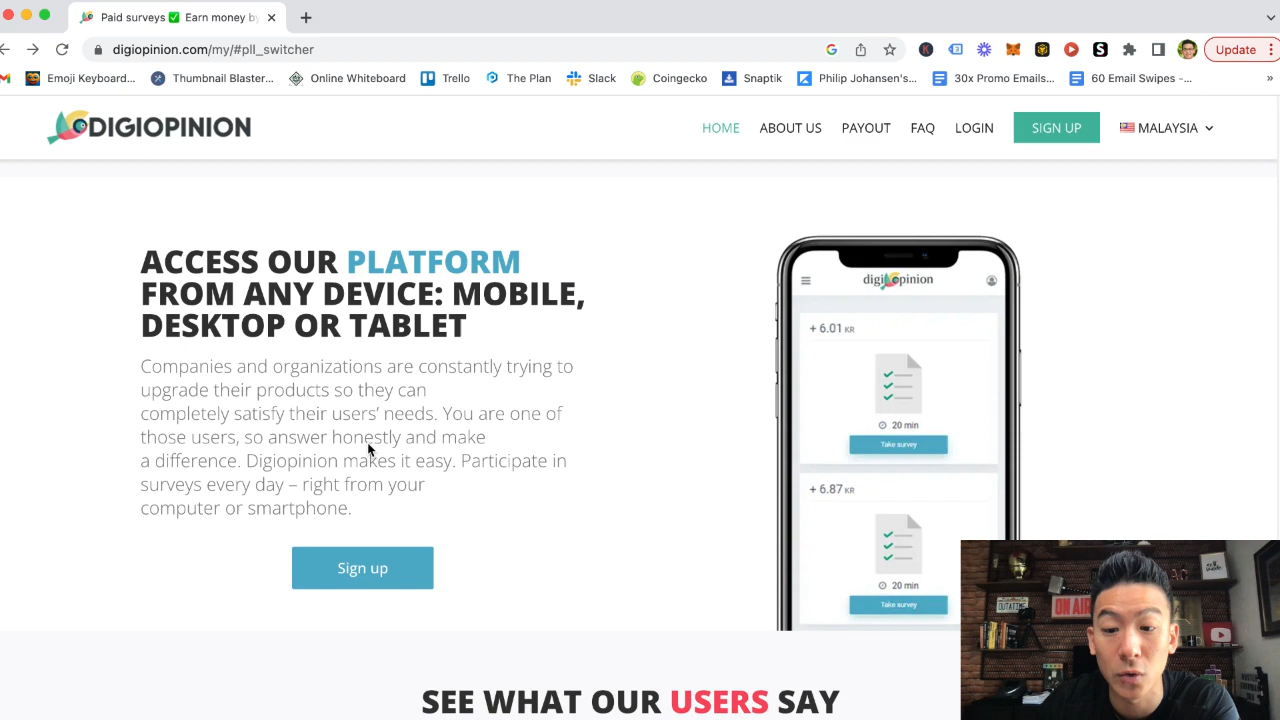 Paid surveys ✅ Earn money by
digiopinion.com/my/#pll_switcher
Update
Emoji Keyboard...
Thumbnail Blaster...
Online Whiteboard
Trello
The Plan
Slack
Coingecko
Snaptik
Philip Johansen's...
30x Promo Emails...
60 Email Swipes -...
»
DIGIOPINION
HOME
ABOUT US
PAYOUT
FAQ
LOGIN
SIGN UP
MALAYSIA
ACCESS OUR PLATFORM
FROM ANY DEVICE: MOBILE,
DESKTOP OR TABLET
Companies and organizations are constantly trying to
upgrade their products so they can
completely satisfy their users’ needs. You are one of
those users, so answer honestly and make
a difference. Digiopinion makes it easy. Participate in
surveys every day – right from your
computer or smartphone.
Sign up
digiopinion
+ 6.01 KR
20 min
Take survey
+ 6.87 KR
20 min
Take survey
ON AIR
OUTATIME
SEE WHAT OUR USERS SAY